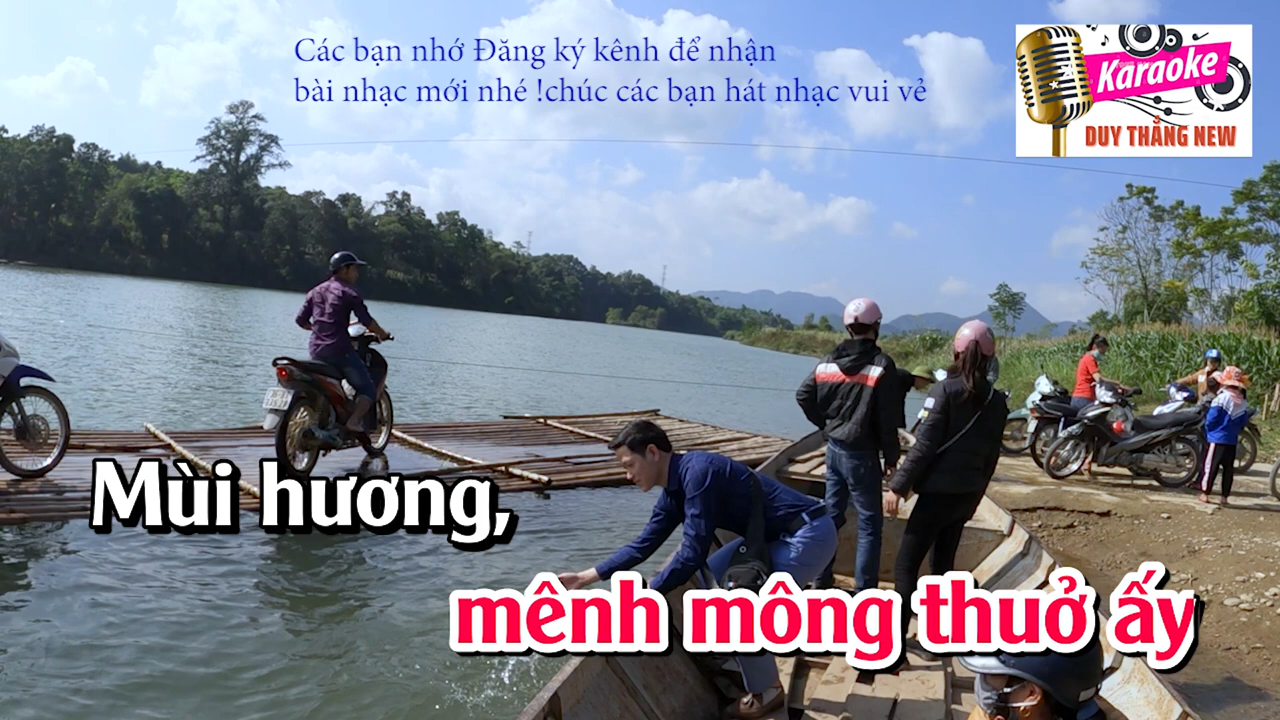 Các bạn nhớ Đăng ký kênh để nhận
bài nhạc mới nhé !chúc các bạn hát nhạc vui vẻ
Karaoke
DUY THẮNG NEW
Mùi hương,
mênh mông thuở ấy